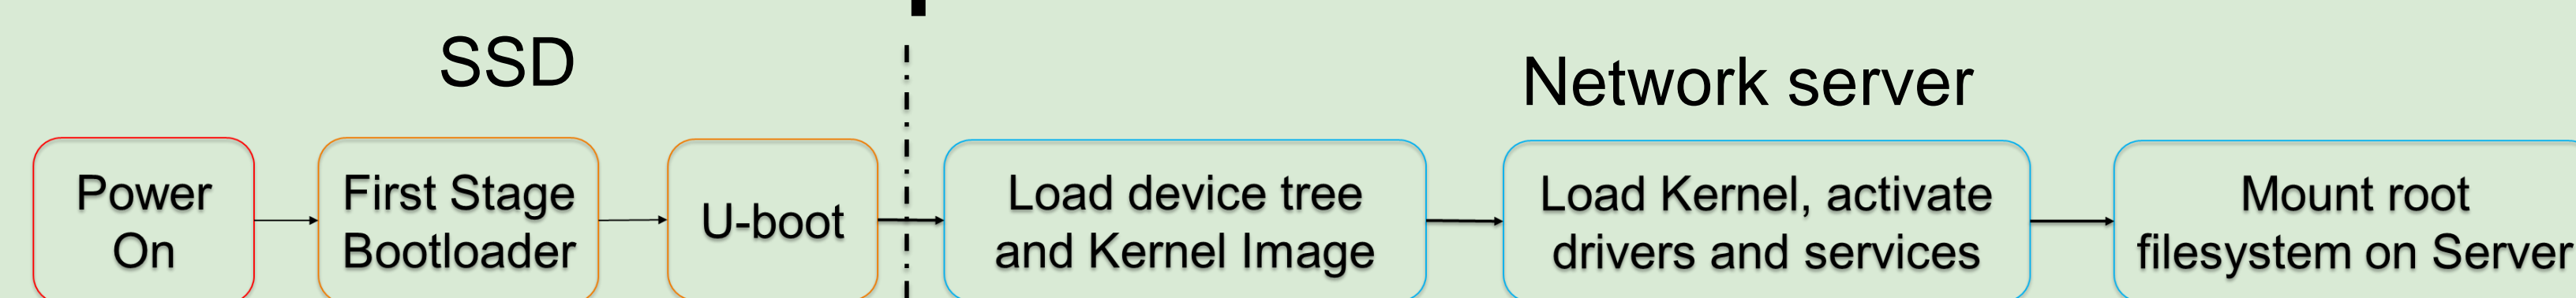 SSD
Network server
Power
On
First Stage
Bootloader
U-boot
Load device tree
and Kernel Image
Load Kernel, activate
drivers and services
Mount root
filesystem on Server